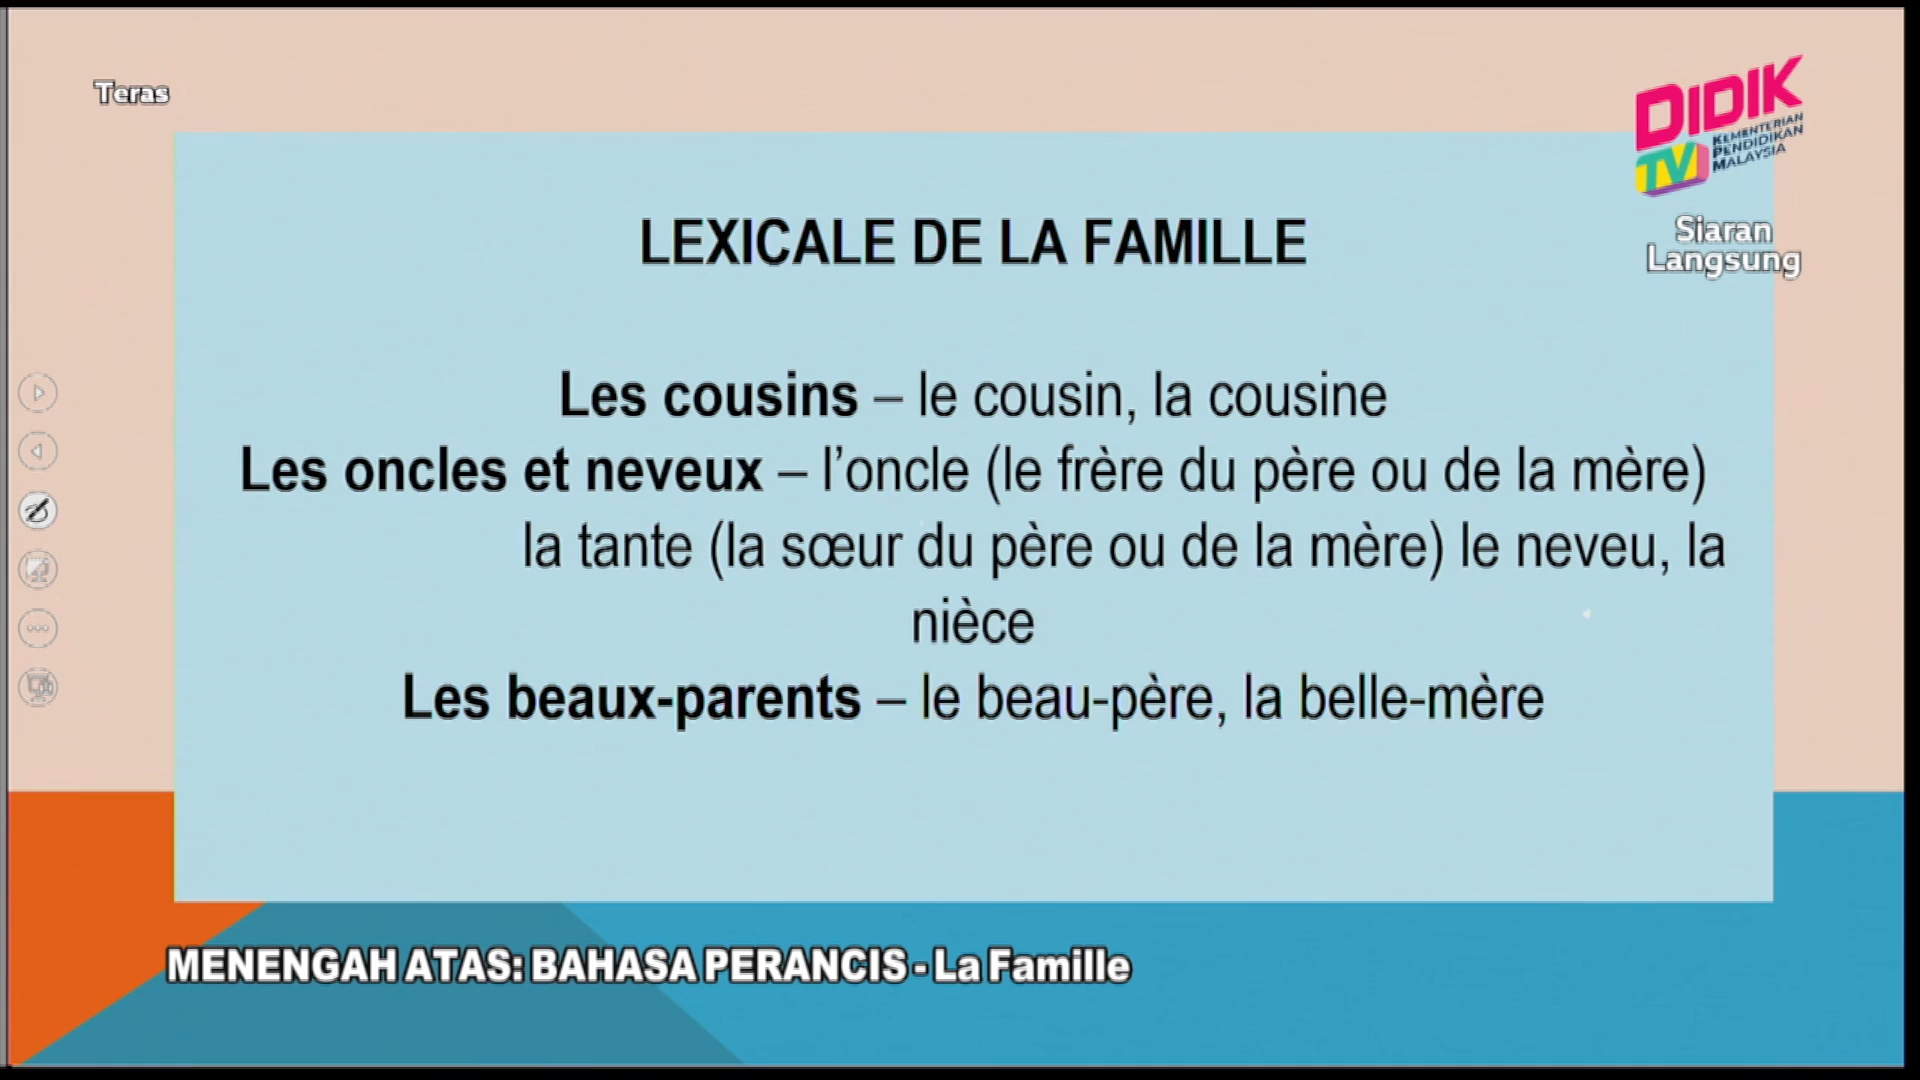 Teras
DIDIK
TV
KEMENTERIAN
PENDIDIKAN
MALAYSIA
Siaran
Langsung
LEXICALE DE LA FAMILLE
Les cousins – le cousin, la cousine
Les oncles et neveux – l’oncle (le frère du père ou de la mère)
la tante (la sœur du père ou de la mère) le neveu, la
nièce
Les beaux-parents – le beau-père, la belle-mère
MENENGAH ATAS: BAHASA PERANCIS - La Famille